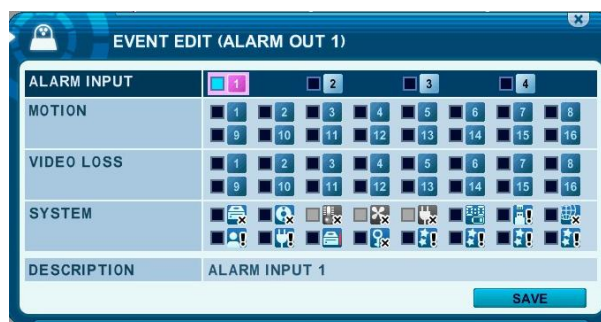 EVENT EDIT (ALARM OUT 1)
ALARM INPUT 1 2 3 4
MOTION 1 2 3 4 5 6 7 8
9 10 11 12 13 14 15 16
VIDEO LOSS 1 2 3 4 5 6 7 8
9 10 11 12 13 14 15 16
SYSTEM
DESCRIPTION ALARM INPUT 1
SAVE